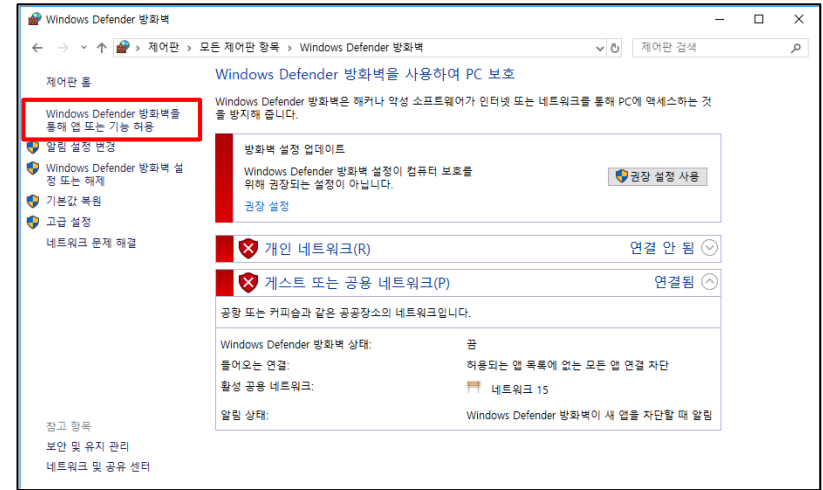 Windows Defender 방화벽
제어판 › 모든 제어판 항목 › Windows Defender 방화벽
제어판 검색
제어판 홈
Windows Defender 방화벽을
통해 앱 또는 기능 허용
알림 설정 변경
Windows Defender 방화벽 설
정 또는 해제
기본값 복원
고급 설정
네트워크 문제 해결
참고 항목
보안 및 유지 관리
네트워크 및 공유 센터
Windows Defender 방화벽을 사용하여 PC 보호
Windows Defender 방화벽은 해커나 악성 소프트웨어가 인터넷 또는 네트워크를 통해 PC에 액세스하는 것
을 방지해 줍니다.
방화벽 설정 업데이트
Windows Defender 방화벽 설정이 컴퓨터 보호를
위해 권장되는 설정이 아닙니다.
권장 설정 사용
권장 설정
개인 네트워크(R) 연결 안 됨
게스트 또는 공용 네트워크(P) 연결됨
공항 또는 커피숍과 같은 공공장소의 네트워크입니다.
Windows Defender 방화벽 상태: 끔
들어오는 연결: 허용되는 앱 목록에 없는 모든 앱 연결 차단
활성 공용 네트워크: 네트워크 15
알림 상태: Windows Defender 방화벽이 새 앱을 차단할 때 알림